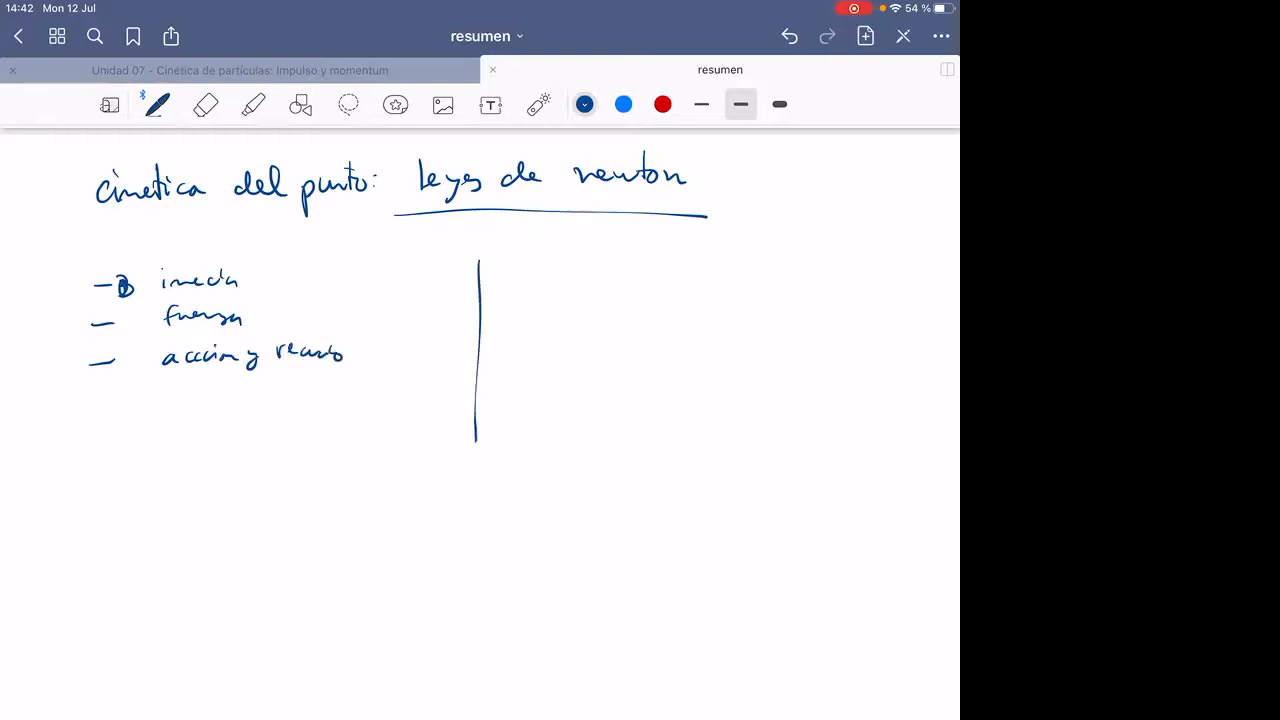 14:42 Mon 12 Jul 54 %
resumen
Unidad 07 - Cinética de partículas: Impulso y momentum
resumen
T
cinetica del punto: leyes de newton
— inercia
— fuerza
— accion y